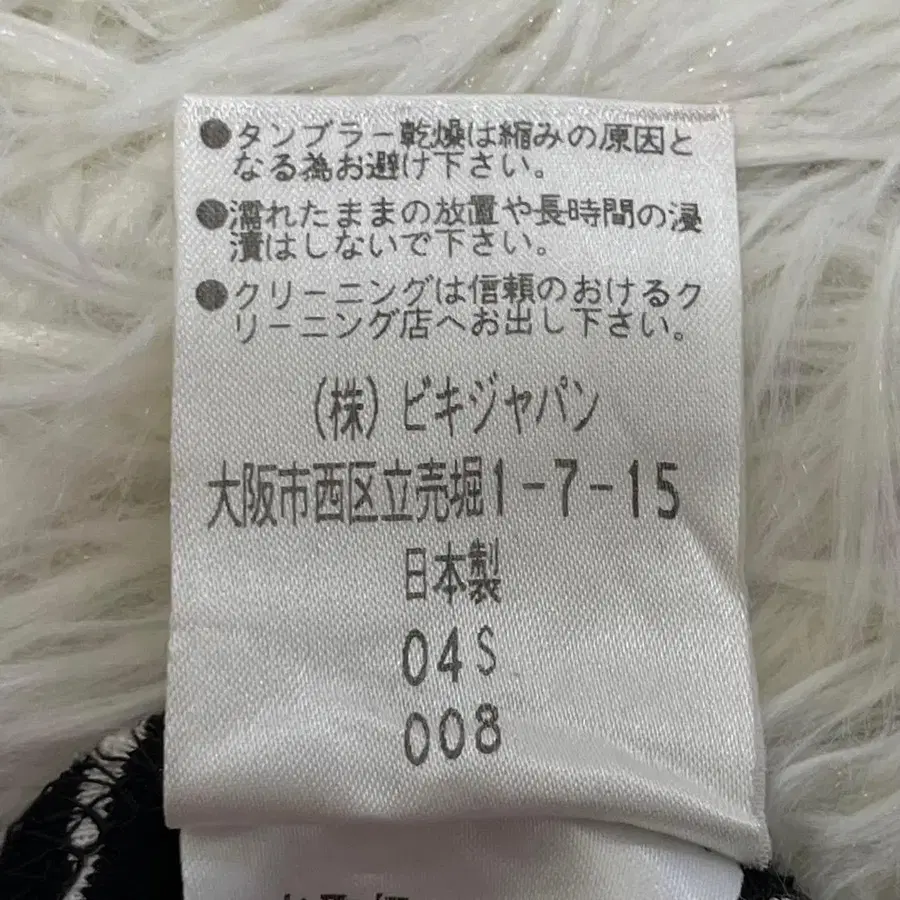 ●タンブラー乾燥は縮みの原因と
なる為お避け下さい。
●濡れたままの放置や長時間の浸
漬はしないで下さい。
●クリーニングは信頼のおけるク
リーニング店へお出し下さい。
(株)ビキジャパン
大阪市西区立売堀1-7-15
日本製
04S
008